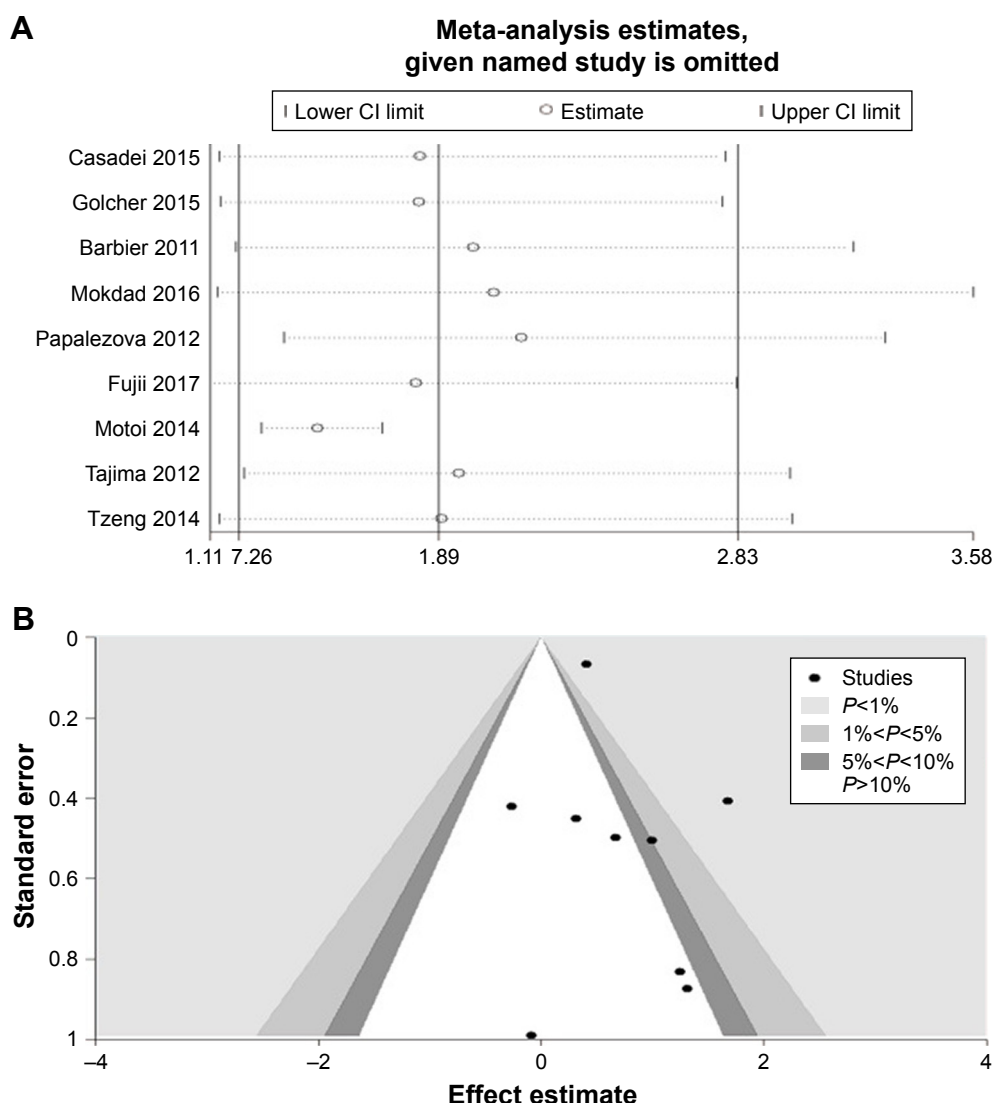 A
Meta-analysis estimates,
given named study is omitted
Lower CI limit Estimate Upper CI limit
Casadei 2015
Golcher 2015
Barbier 2011
Mokdad 2016
Papalezova 2012
Fujii 2017
Motoi 2014
Tajima 2012
Tzeng 2014
1.11 7.26 1.89 2.83 3.58
B
Standard error
0
0.2
0.4
0.6
0.8
1
Studies
P<1%
1%<P<5%
5%<P<10%
P>10%
–4 –2 0 2 4
Effect estimate